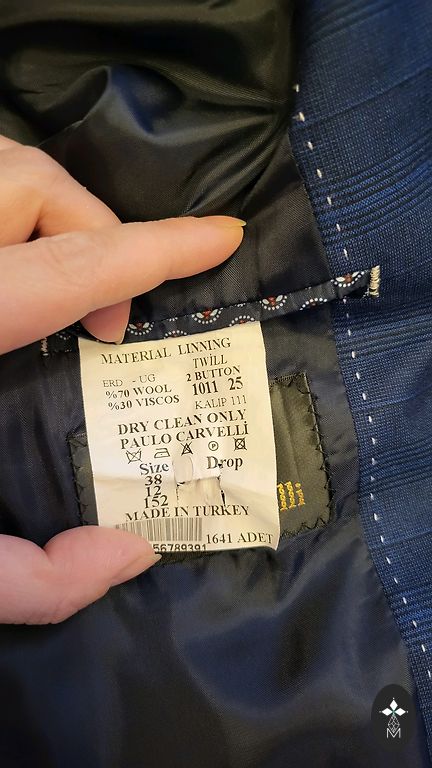 MATERIAL LINNING
TWİLL
ERD - UG 2 BUTTON
%70 WOOL 1011 25
%30 VISCOS KALIP 111
DRY CLEAN ONLY
PAULO CARVELLİ
Size Drop
38
12
152
MADE IN TURKEY
56789391 1641 ADET
M